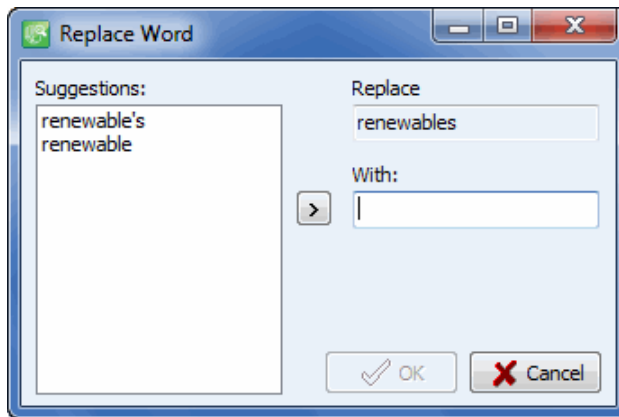 Replace Word
Suggestions:
renewable's
renewable
Replace
renewables
With:
>
OK
Cancel